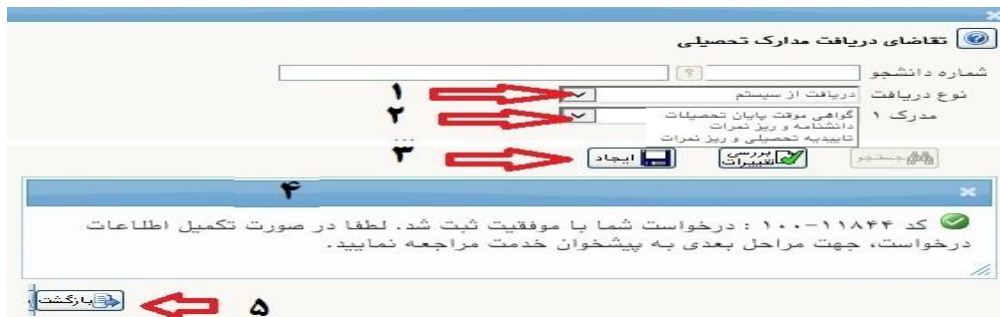 تقاضای دریافت مدارک تحصیلی
شماره دانشجو ؟
نوع دریافت دریافت از سیستم ۱
مدرک ۱ ۲
گواهی موقت پایان تحصیلات
دانشنامه و ریز نمرات
تاییدیه تحصیلی و ریز نمرات
جستجو بررسی تغییرات ایجاد ۳
۴
کد ۱۱۸۴۴-۱۰۰ : درخواست شما با موفقیت ثبت شد. لطفا در صورت تکمیل اطلاعات
درخواست، جهت مراحل بعدی به پیشخوان خدمت مراجعه نمایید.
۵ بازگشت